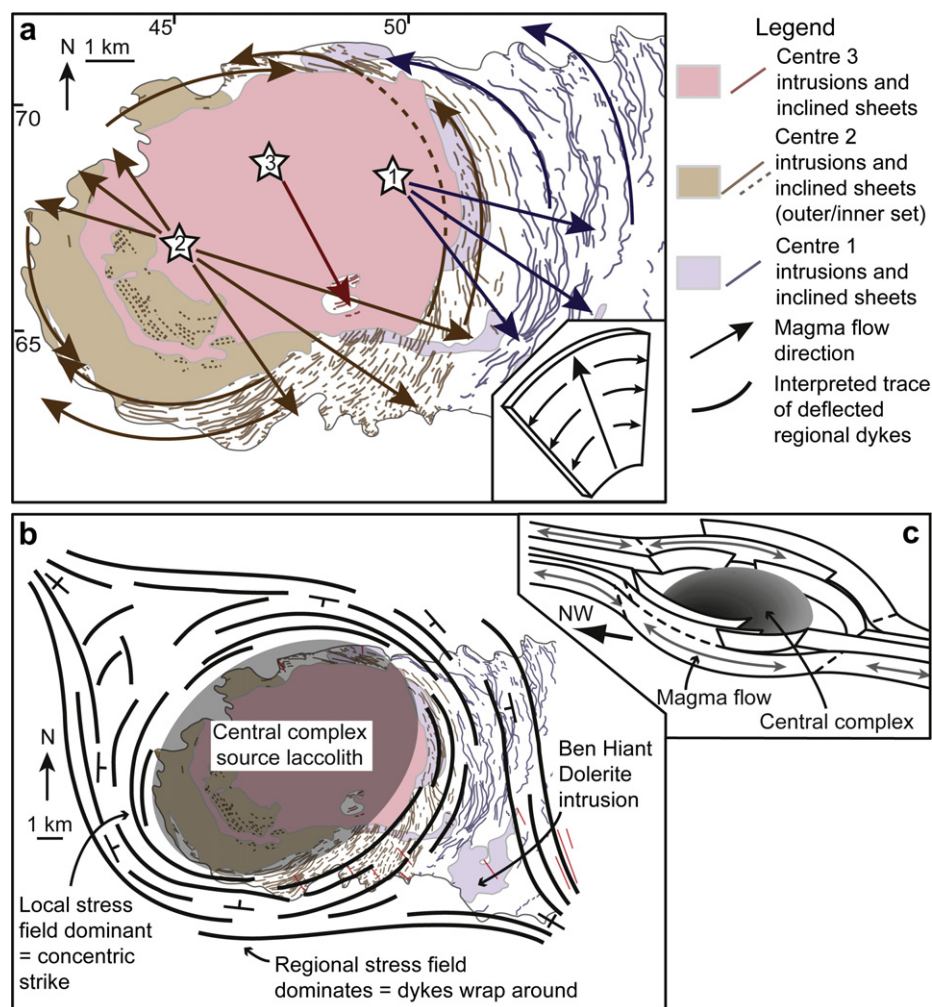 a
45
50
N
1 km
70
65
3
1
2
Legend
Centre 3
intrusions and
inclined sheets
Centre 2
intrusions and
inclined sheets
(outer/inner set)
Centre 1
intrusions and
inclined sheets
Magma flow
direction
Interpreted trace
of deflected
regional dykes
b
N
1 km
Central complex
source laccolith
Ben Hiant
Dolerite
intrusion
Local stress
field dominant
= concentric
strike
Regional stress field
dominates = dykes wrap around
c
NW
Magma flow
Central complex